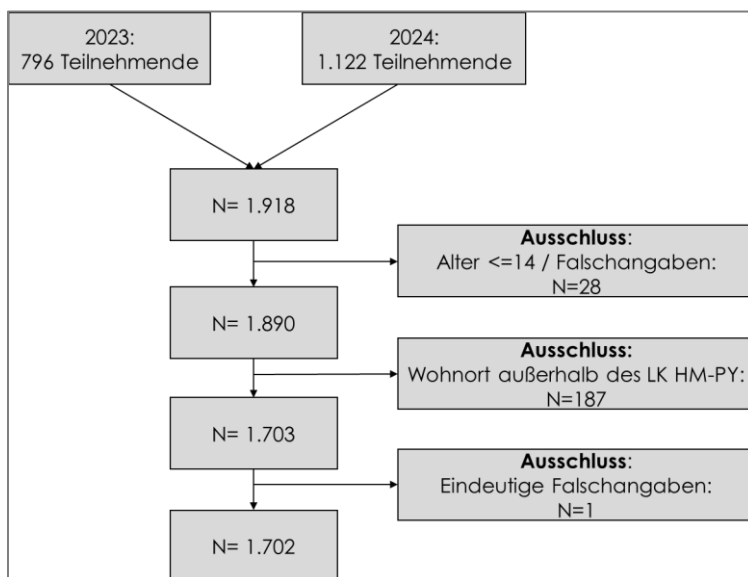 2023:
796 Teilnehmende
2024:
1.122 Teilnehmende
N= 1.918
Ausschluss:
Alter <=14 / Falschangaben:
N=28
N= 1.890
Ausschluss:
Wohnort außerhalb des LK HM-PY:
N=187
N= 1.703
Ausschluss:
Eindeutige Falschangaben:
N=1
N= 1.702